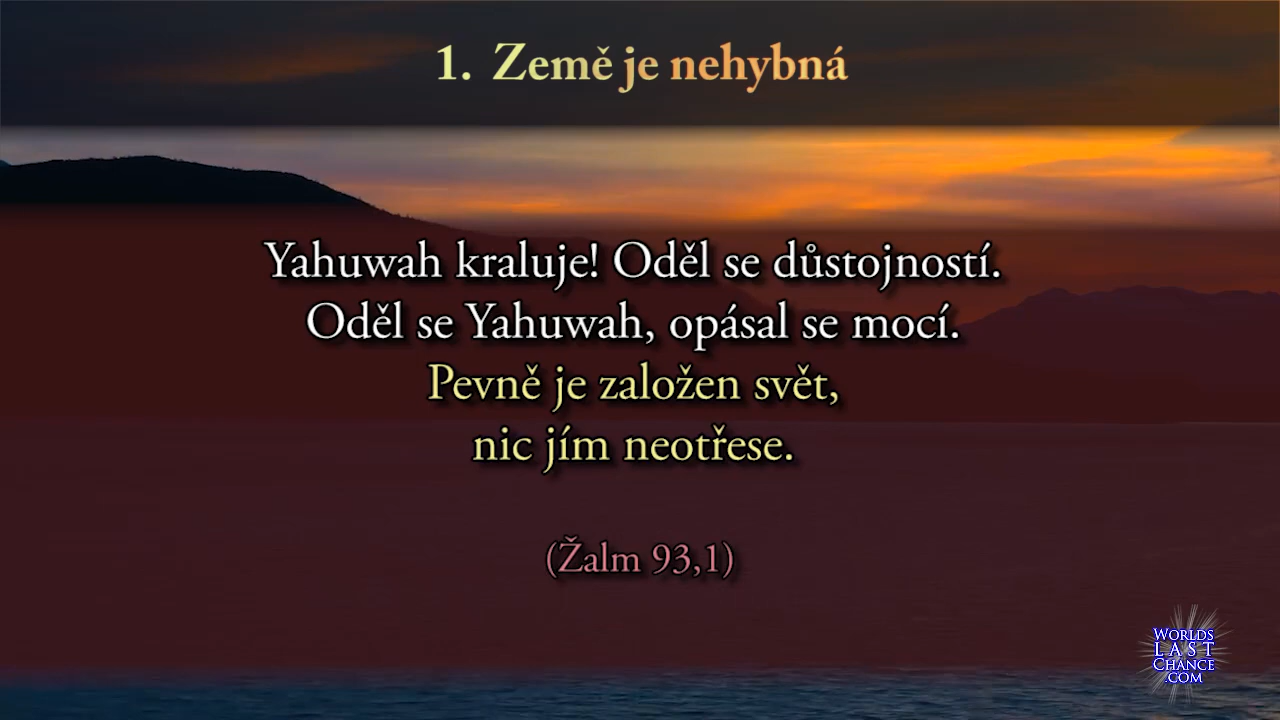 1. Země je nehybná
Yahuwah kraluje! Oděl se důstojností.
Oděl se Yahuwah, opásal se mocí.
Pevně je založen svět,
nic jím neotřese.
(Žalm 93,1)
WORLDS
LAST
CHANCE
.COM